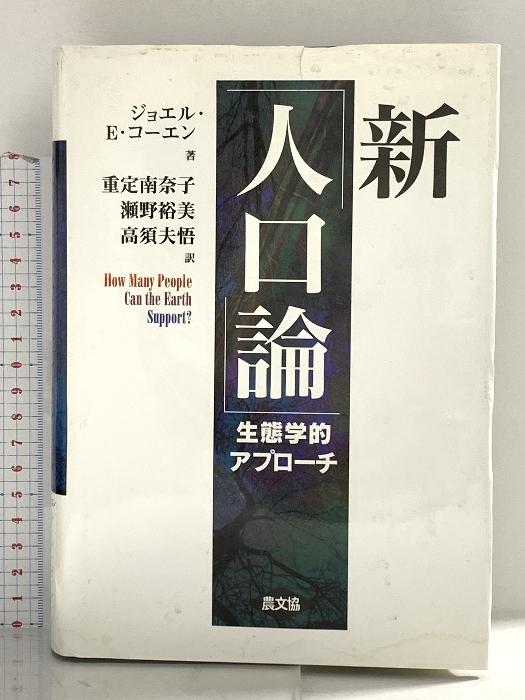 新
「人口論」
生態学的
アプローチ
ジョエル・
E・コーエン
著
重定南奈子
瀬野裕美
高須夫悟
訳
How Many People
Can the Earth
Support?
農文協